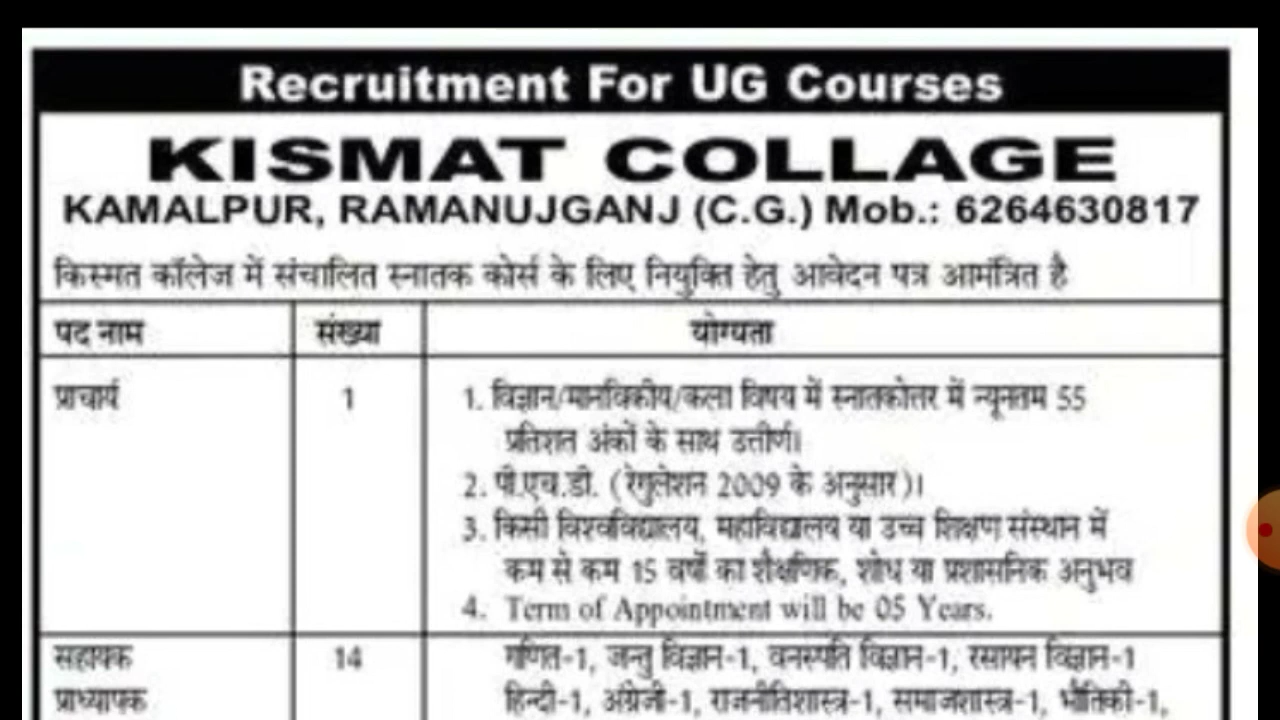 Recruitment For UG Courses
KISMAT COLLAGE
KAMALPUR, RAMANUJGANJ (C.G.) Mob.: 6264630817
किस्मत कॉलेज में संचालित स्नातक कोर्स के लिए नियुक्ति हेतु आवेदन पत्र आमंत्रित है
पद नाम संख्या योग्यता
प्राचार्य 1 1. विज्ञान/मानविकीय/कला विषय में स्नातकोत्तर में न्यूनतम 55
प्रतिशत अंकों के साथ उत्तीर्ण।
2. पी.एच.डी. (रेगुलेशन 2009 के अनुसार)।
3. किसी विश्वविद्यालय, महाविद्यालय या उच्च शिक्षण संस्थान में
कम से कम 15 वर्षों का शैक्षणिक, शोध या प्रशासनिक अनुभव
4. Term of Appointment will be 05 Years.
सहायक 14 गणित-1, जन्तु विज्ञान-1, वनस्पति विज्ञान-1, रसायन विज्ञान-1
प्राध्यापक हिन्दी-1, अंग्रेजी-1, राजनीतिशास्त्र-1, समाजशास्त्र-1, भौतिकी-1,